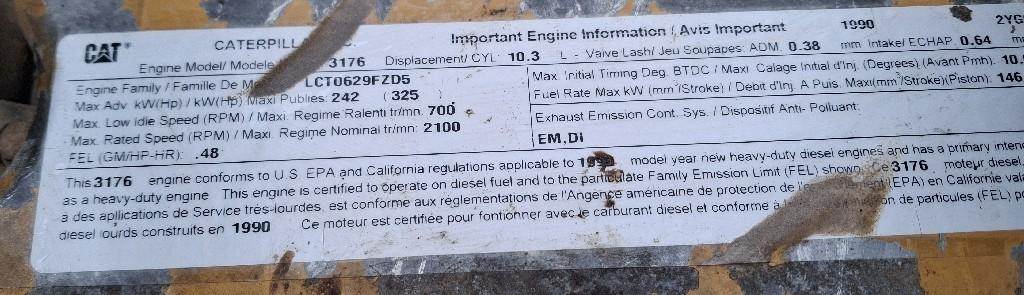 CAT CATERPILL Important Engine Information / Avis Important 1990 2YG
Engine Model/ Modele 3176 Displacement/ CYL: 10.3 L - Valve Lash/ Jeu Soupapes: ADM. 0.38 mm Intake/ ECHAP. 0.64
Engine Family / Famille De M LCT0629FZD5 Max. Initial Timing Deg. BTDC / Maxi Calage Initial d'Inj. (Degrees) (Avant Pmh). 10.
Max Adv. kW(Hp) / kW(Hp) Maxi Publies: 242 ( 325 ) Fuel Rate Max kW (mm³/Stroke) / Debit d'Inj. A Puis. Maxi(mm³/Stroke)(Piston): 146
Max. Low idle Speed (RPM) / Maxi. Regime Ralenti tr/mn: 700 Exhaust Emission Cont. Sys. / Dispositif Anti- Polluant:
Max. Rated Speed (RPM) / Maxi. Regime Nominal tr/mn: 2100 EM,DI
FEL (GM/HP-HR): .48
This 3176 engine conforms to U.S. EPA and California regulations applicable to model year new heavy-duty diesel engines and has a primary
as a heavy-duty engine This engine is certified to operate on diesel fuel and to the particulate Family Emission Limit (FEL) shown. Ce 3176 moteur diesel
a des apllications de Service tres-lourdes, est conforme aux reglementations de l'Angence americaine de protection de (EPA) en Californie
diesel lourds construits en 1990 Ce moteur est certifiee pour fontionner avec le carburant diesel et conforme a de particules (FEL)